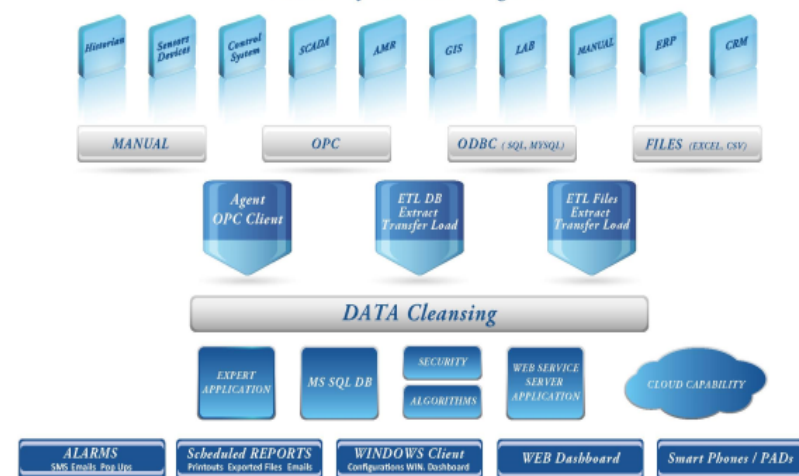 Historian
Sensors
Devices
Control
System
SCADA
AMR
GIS
LAB
MANUAL
ERP
CRM
MANUAL
OPC
ODBC ( SQL, MYSQL)
FILES (EXCEL, CSV)
Agent
OPC Client
ETL DB
Extract
Transfer Load
ETL Files
Extract
Transfer Load
DATA Cleansing
EXPERT
APPLICATION
MS SQL DB
SECURITY
ALGORITHMS
WEB SERVICE
SERVER
APPLICATION
CLOUD CAPABILITY
ALARMS
SMS Emails Pop Ups
Scheduled REPORTS
Printouts Exported Files Emails
WINDOWS Client
Configurations WIN. Dashboard
WEB Dashboard
Smart Phones / PADs